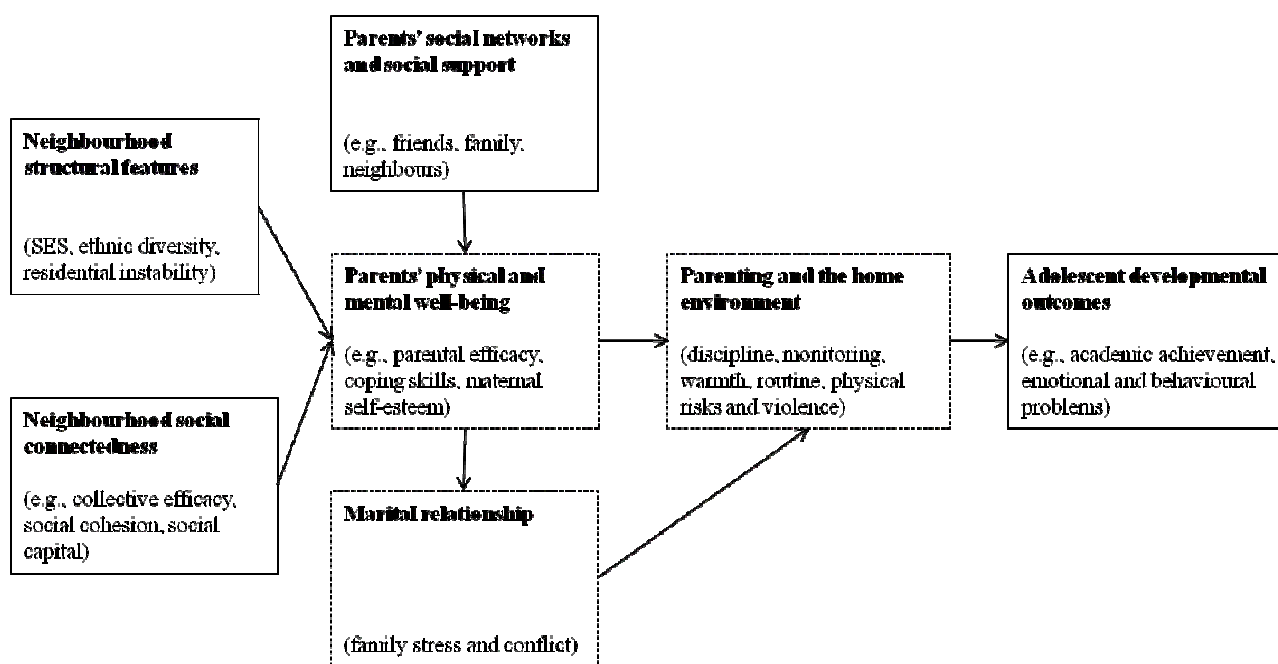 Parents' social networks
and social support
(e.g., friends, family,
neighbours)
Neighbourhood
structural features
(SES, ethnic diversity,
residential instability)
Parents' physical and
mental well-being
(e.g., parental efficacy,
coping skills, maternal
self-esteem)
Parenting and the home
environment
(discipline, monitoring,
warmth, routine, physical
risks and violence)
Adolescent developmental
outcomes
(e.g., academic achievement,
emotional and behavioural
problems)
Neighbourhood social
connectedness
(e.g., collective efficacy,
social cohesion, social
capital)
Marital relationship
(family stress and conflict)